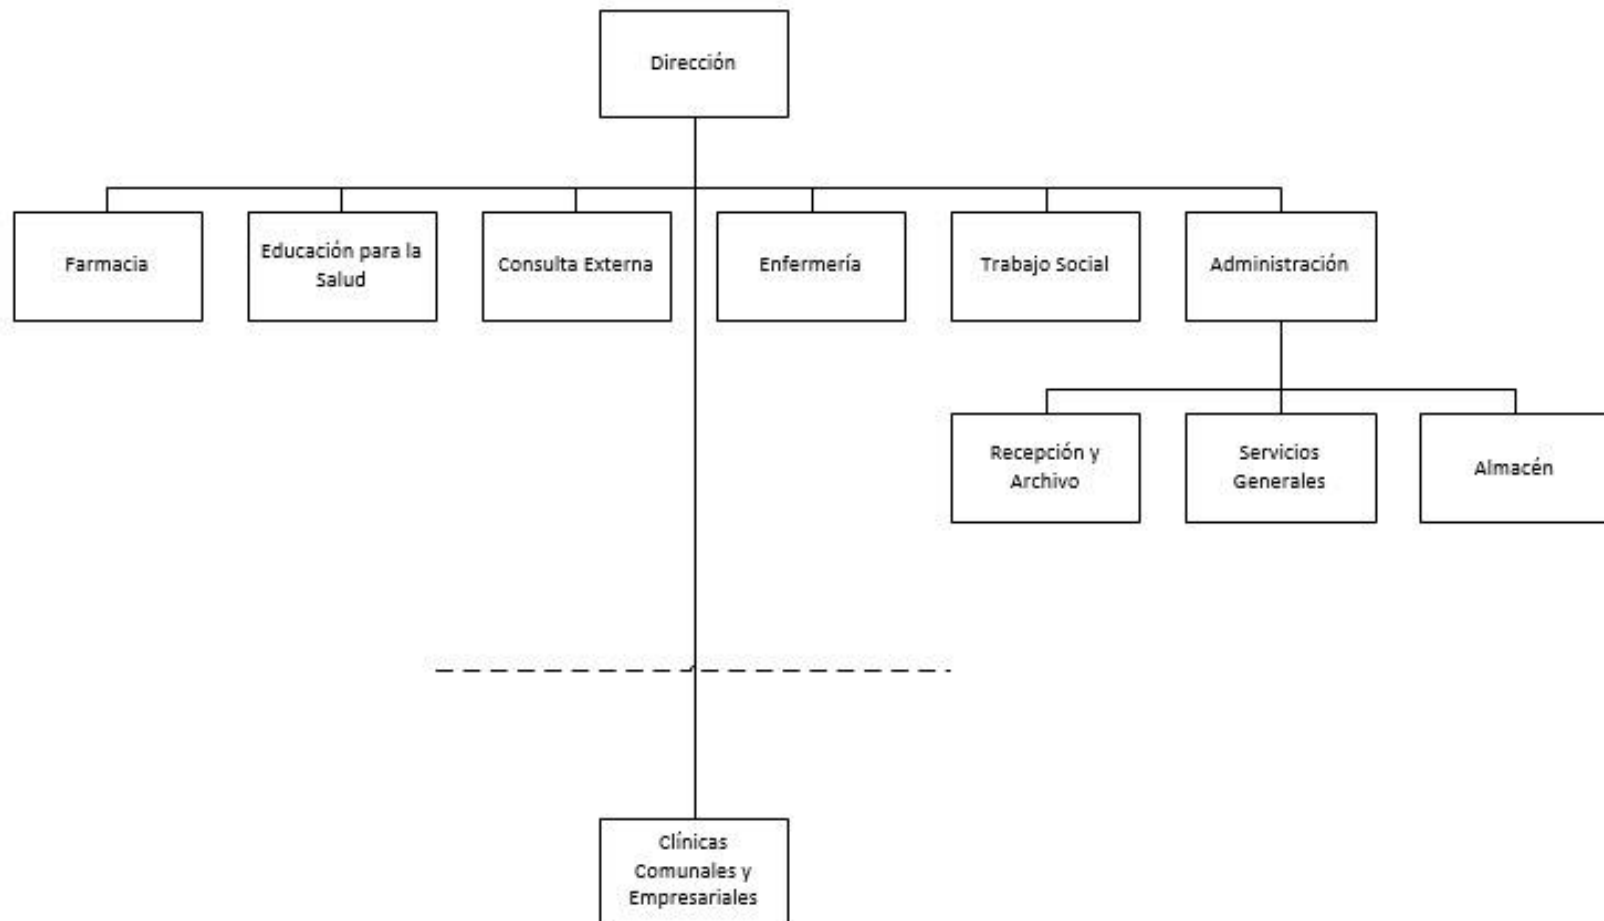 Dirección
Farmacia
Educación para la
Salud
Consulta Externa
Enfermería
Trabajo Social
Administración
Recepción y
Archivo
Servicios
Generales
Almacén
Clínicas
Comunales y
Empresariales